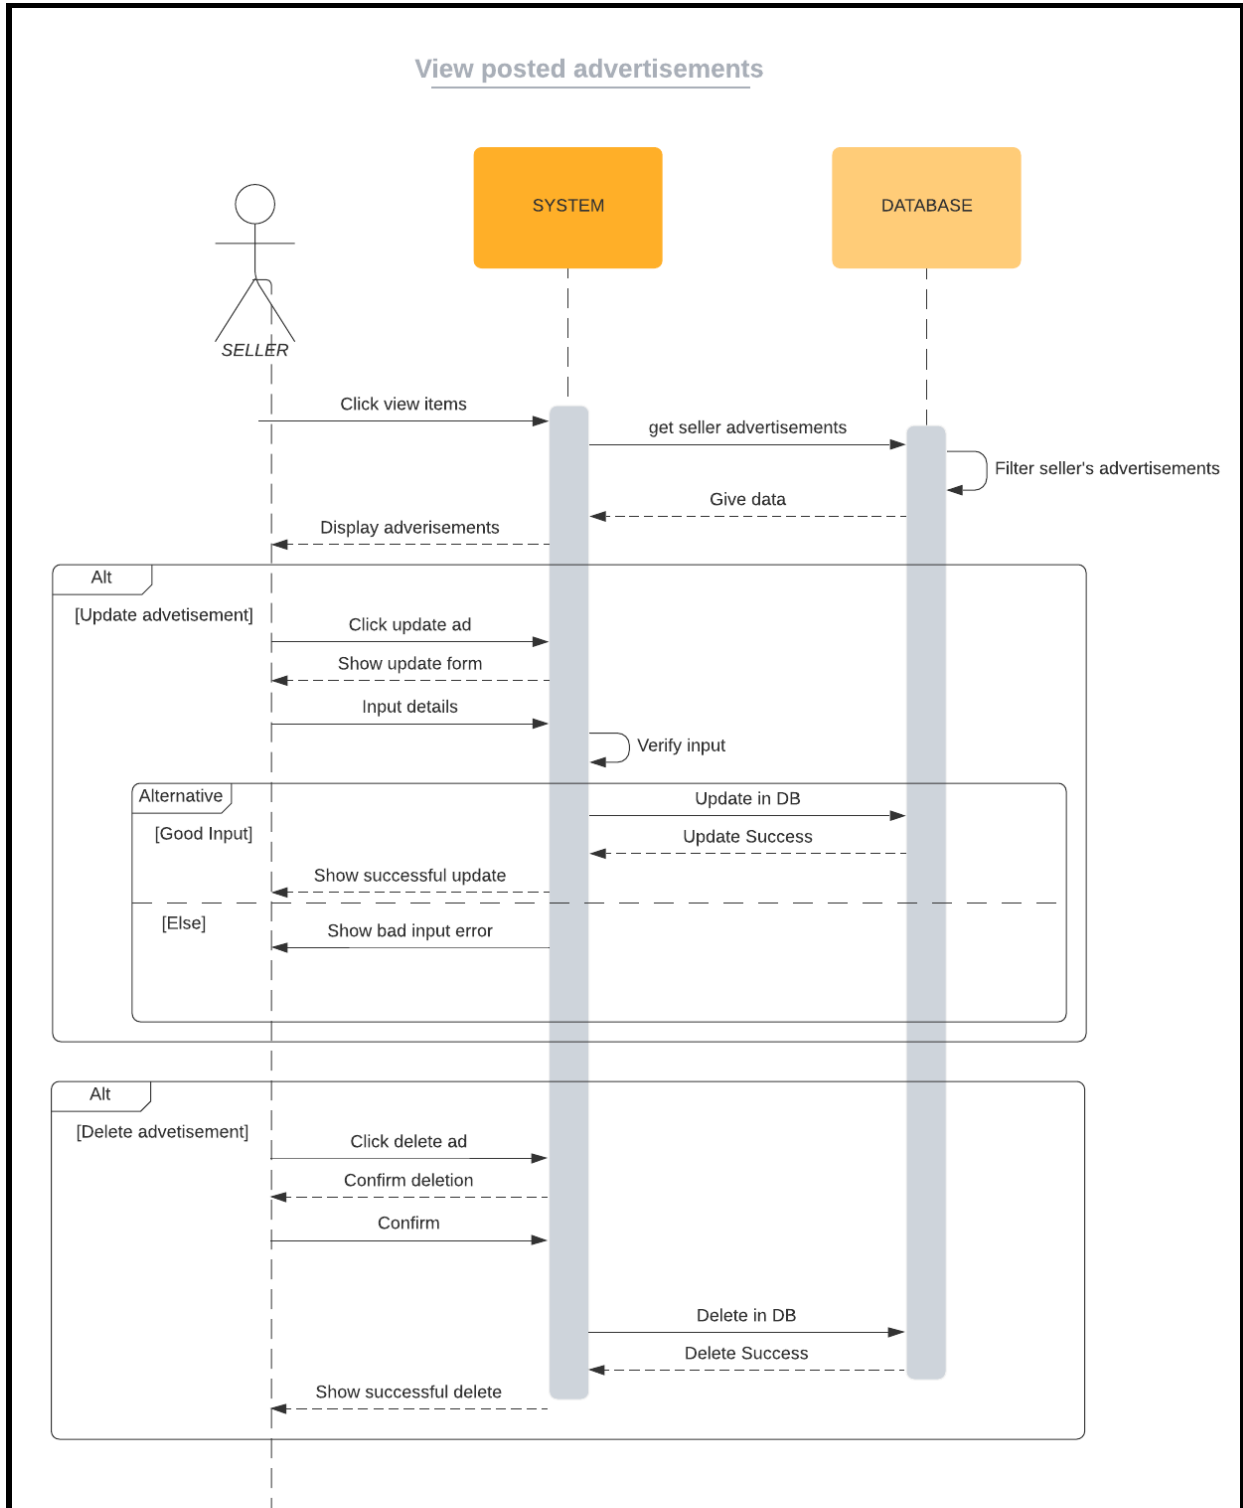 View posted advertisements
SYSTEM
DATABASE
SELLER
Click view items
get seller advertisements
Filter seller's advertisements
Give data
Display adverisements
Alt
[Update advetisement]
Click update ad
Show update form
Input details
Verify input
Alternative
Update in DB
[Good Input]
Update Success
Show successful update
[Else]
Show bad input error
Alt
[Delete advetisement]
Click delete ad
Confirm deletion
Confirm
Delete in DB
Delete Success
Show successful delete